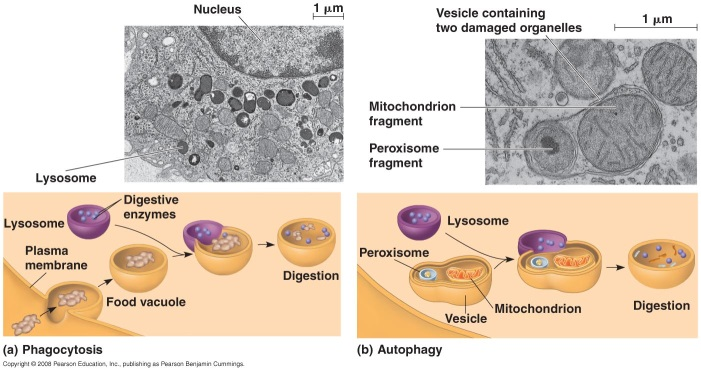 Nucleus
1 µm
Lysosome
Vesicle containing
two damaged organelles
1 µm
Mitochondrion
fragment
Peroxisome
fragment
Digestive
enzymes
Lysosome
Plasma
membrane
Food vacuole
Digestion
Lysosome
Peroxisome
Mitochondrion
Vesicle
Digestion
(a) Phagocytosis
(b) Autophagy
Copyright © 2008 Pearson Education, Inc., publishing as Pearson Benjamin Cummings.